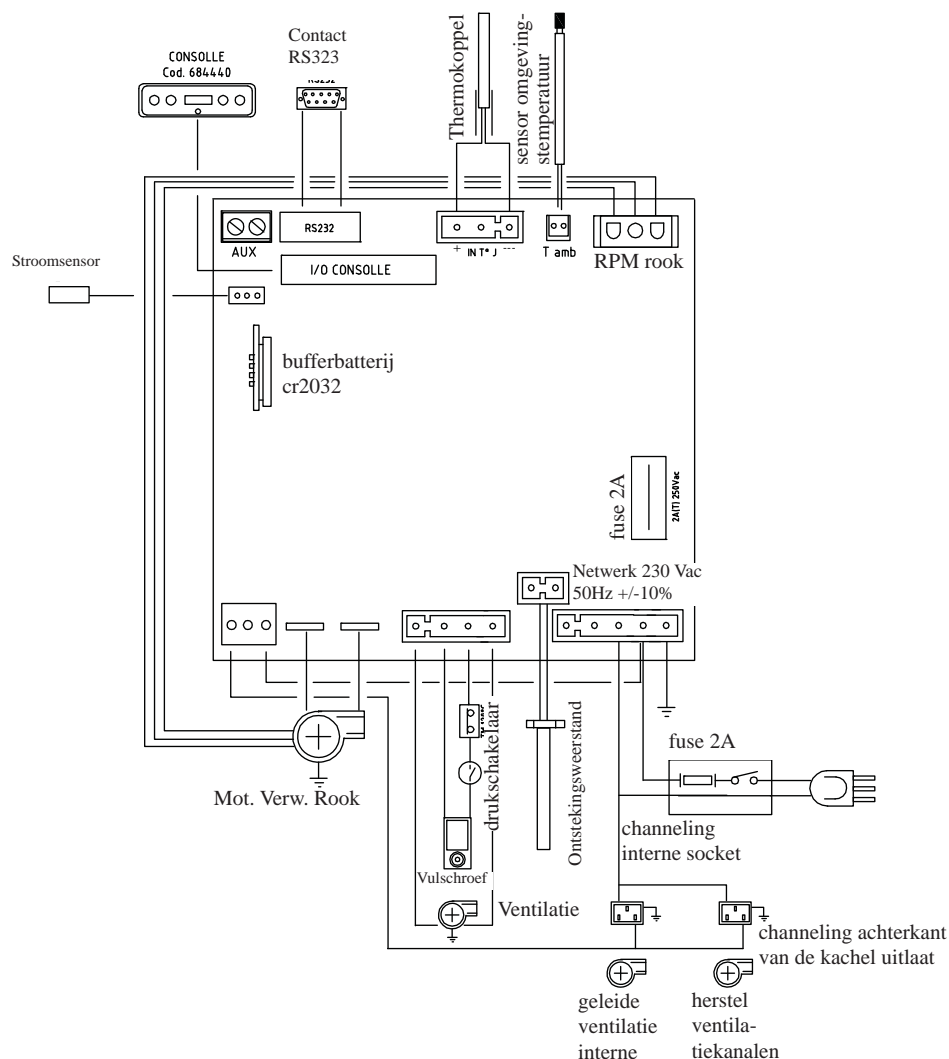 Contact
RS323
CONSOLLE
Cod. 684440
RS232
Thermokoppel
sensor omgeving-
stemperatuur
AUX
RS232
+ IN T° J ---
T amb
RPM rook
I/O CONSOLLE
Stroomsensor
bufferbatterij
cr2032
fuse 2A
2A(T) 250Vac
Netwerk 230 Vac
50Hz +/-10%
drukschakelaar
Ontstekingsweerstand
fuse 2A
Mot. Verw. Rook
channeling
interne socket
Vulschroef
Ventilatie
channeling achterkant
van de kachel uitlaat
geleide
ventilatie
interne
herstel
ventila-
tiekanalen